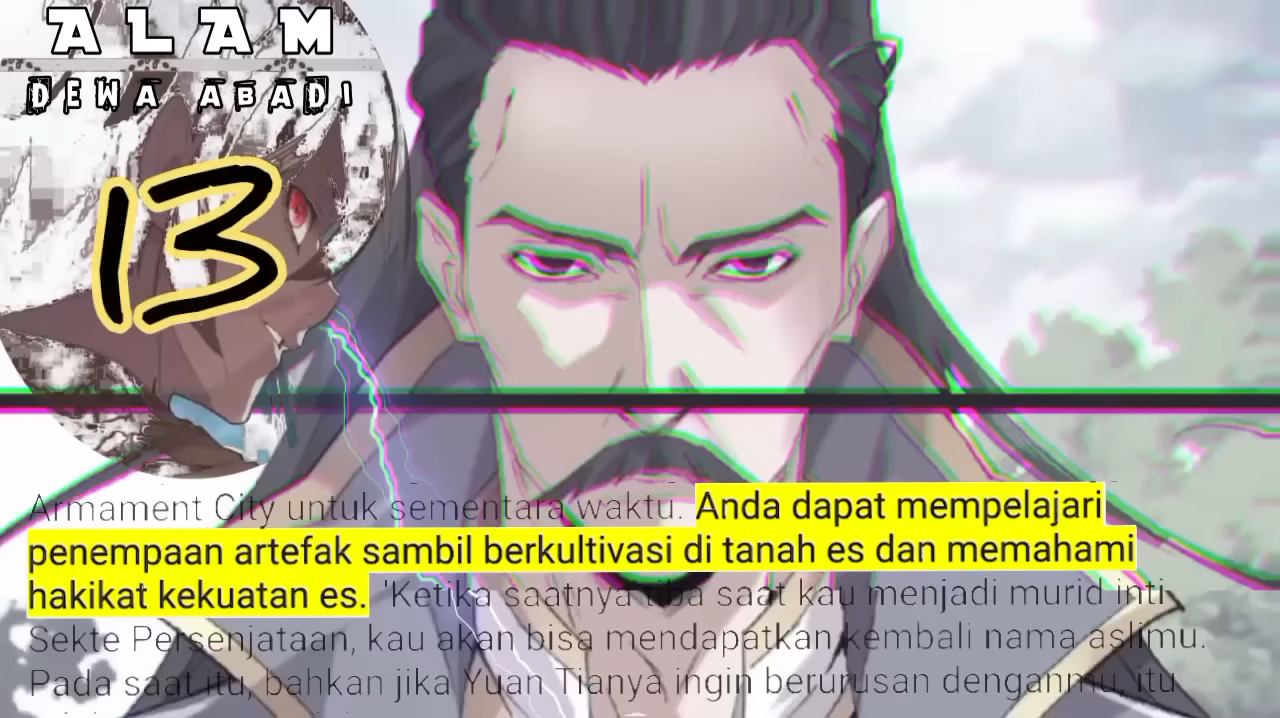 ALAM
DEWA ABADI
13
Armament City untuk sementara waktu. Anda dapat mempelajari
penempaan artefak sambil berkultivasi di tanah es dan memahami
hakikat kekuatan es. 'Ketika saatnya tiba saat kau menjadi murid inti
Sekte Persenjataan, kau akan bisa mendapatkan kembali nama aslimu.
Pada saat itu, bahkan jika Yuan Tianya ingin berurusan denganmu, itu